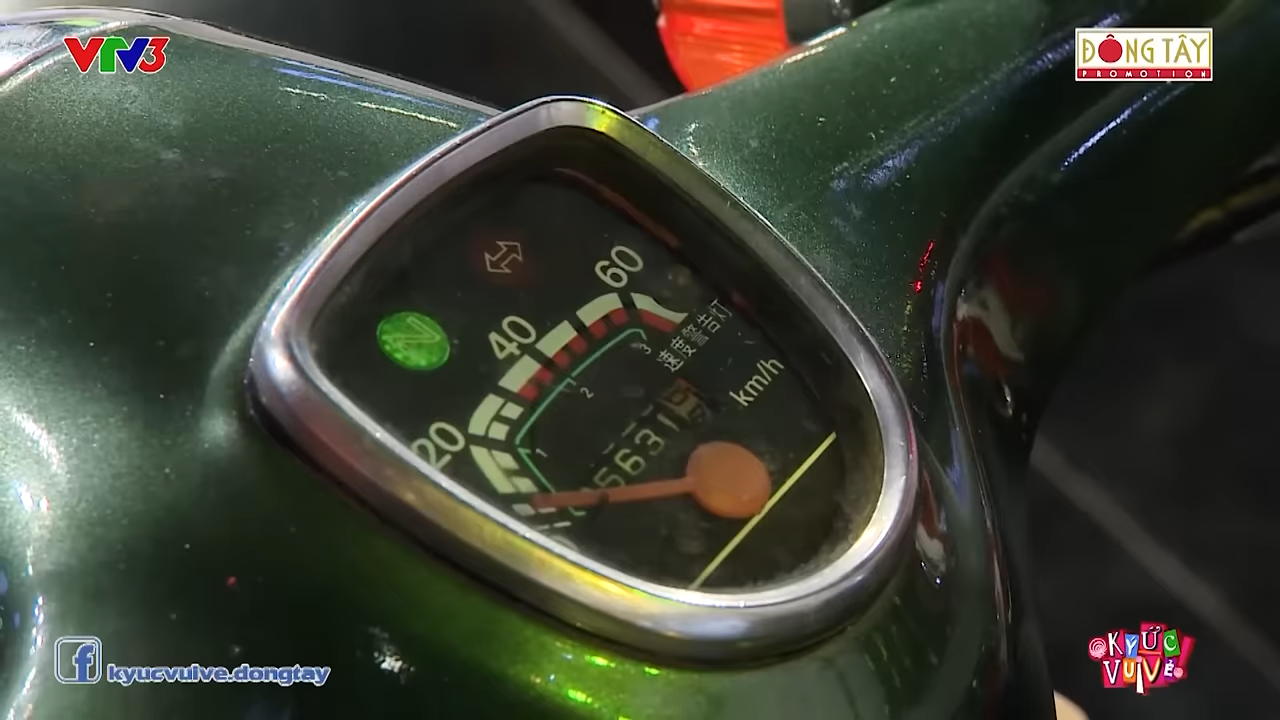 VTV3
ĐÔNG TÂY
PROMOTION
N
60
40
20
3
2
1
速度警告灯
km/h
5631
kyucvuive.dongtay
KÝ ỨC
VUI VẺ